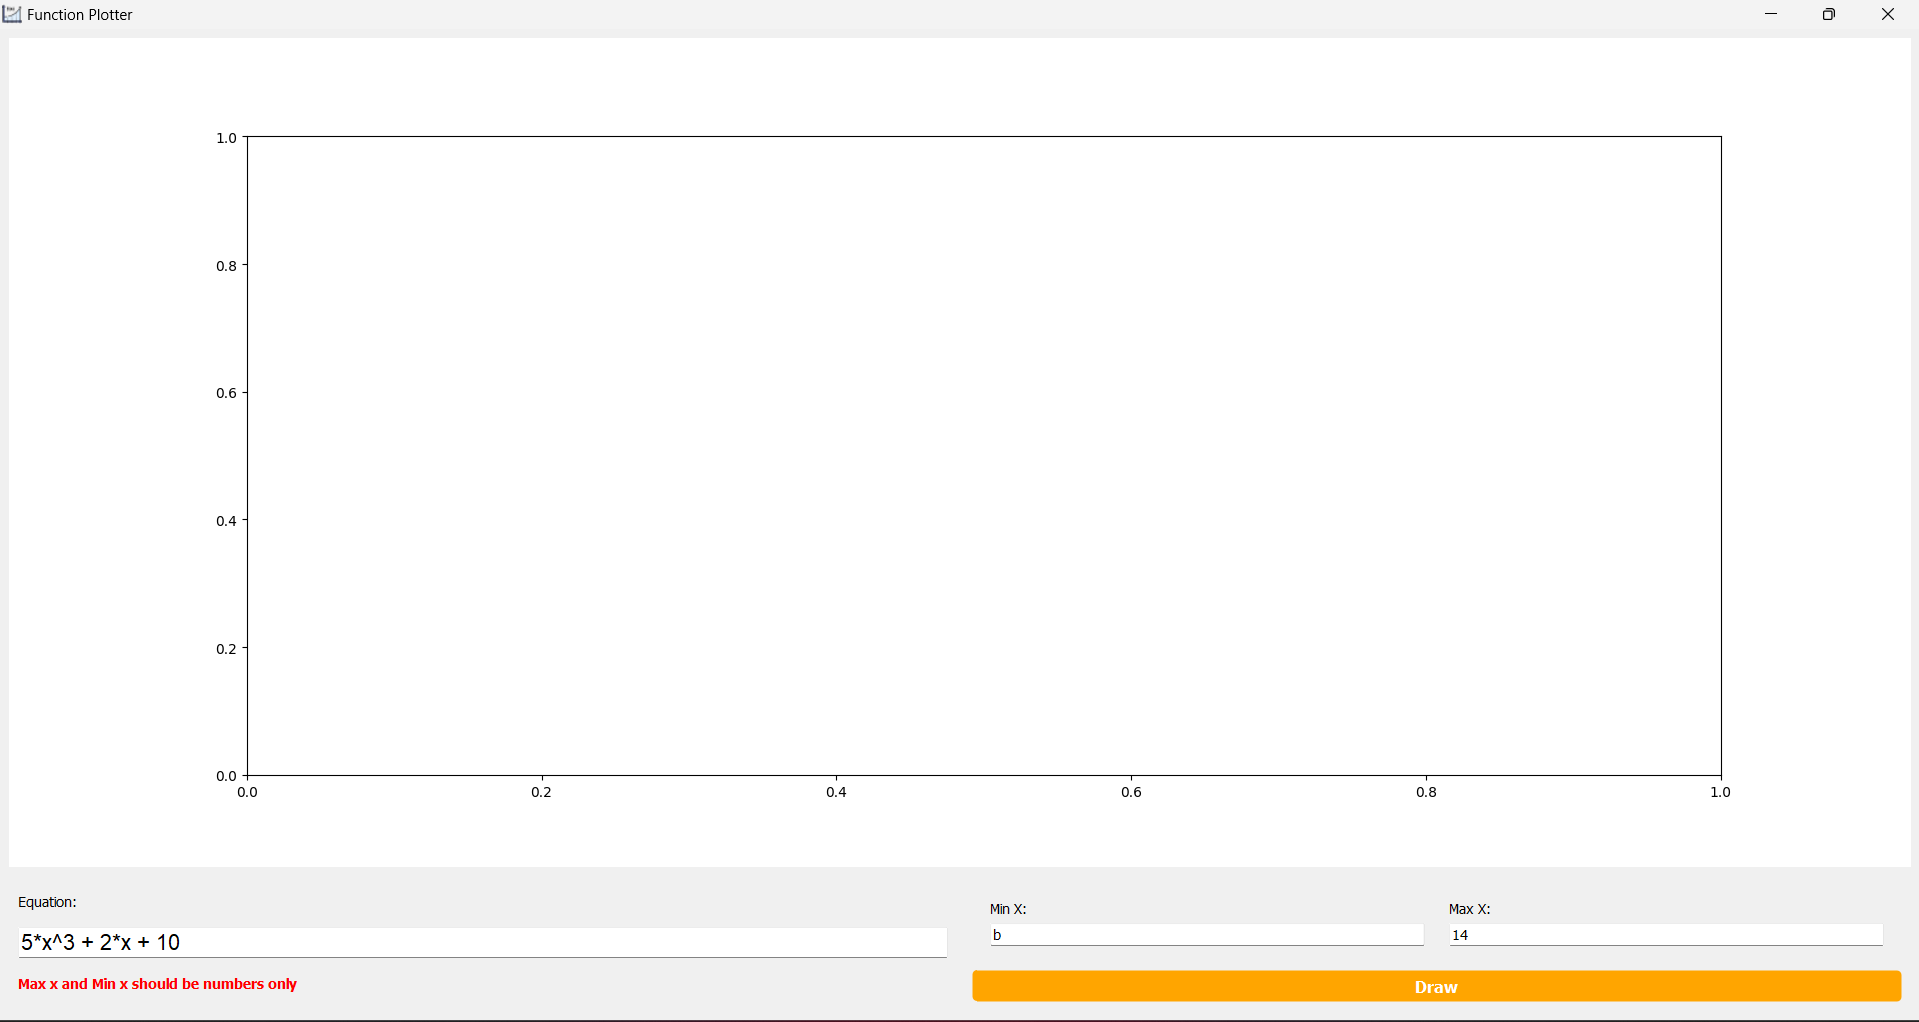 Function Plotter
1.0
0.8
0.6
0.4
0.2
0.0
0.0 0.2 0.4 0.6 0.8 1.0
Equation:
5*x^3 + 2*x + 10
Max x and Min x should be numbers only
Min X:
b
Max X:
14
Draw